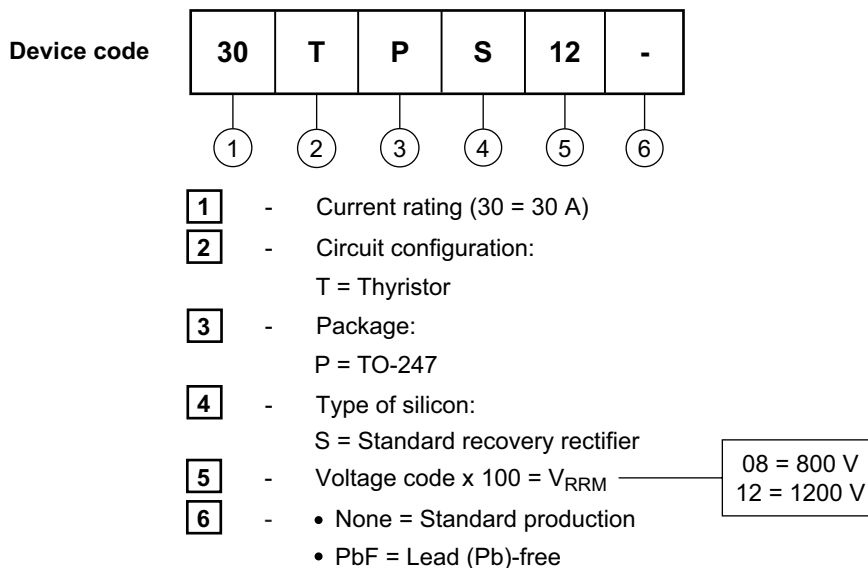 Device code 30 T P S 12 -
1 2 3 4 5 6
1 - Current rating (30 = 30 A)
2 - Circuit configuration:
T = Thyristor
3 - Package:
P = TO-247
4 - Type of silicon:
S = Standard recovery rectifier
5 - Voltage code x 100 = VRRM
08 = 800 V
12 = 1200 V
6 - • None = Standard production
• PbF = Lead (Pb)-free